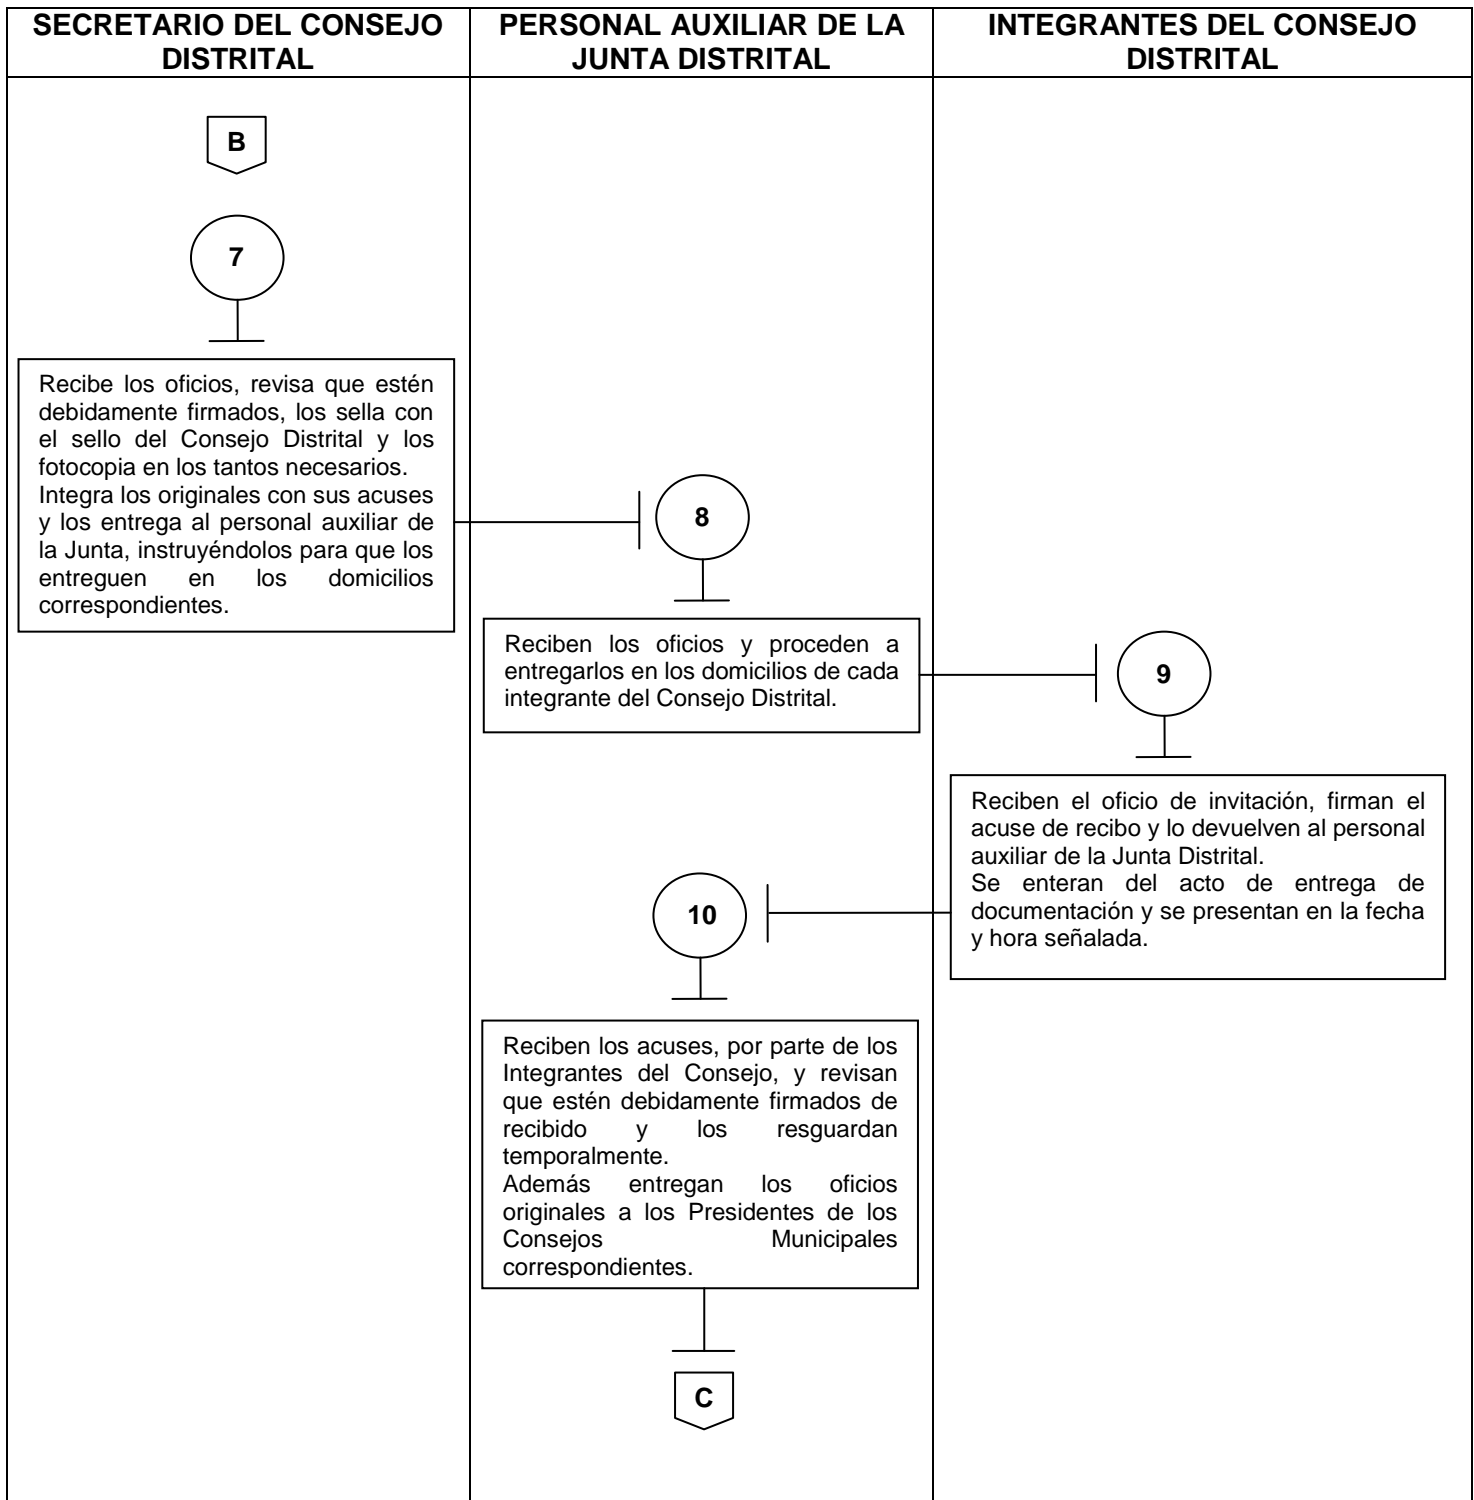 SECRETARIO DEL CONSEJO
DISTRITAL
PERSONAL AUXILIAR DE LA
JUNTA DISTRITAL
INTEGRANTES DEL CONSEJO
DISTRITAL
B
7
Recibe los oficios, revisa que estén
debidamente firmados, los sella con
el sello del Consejo Distrital y los
fotocopia en los tantos necesarios.
Integra los originales con sus acuses
y los entrega al personal auxiliar de
la Junta, instruyéndolos para que los
entreguen en los domicilios
correspondientes.
8
Reciben los oficios y proceden a
entregarlos en los domicilios de cada
integrante del Consejo Distrital.
9
Reciben el oficio de invitación, firman el
acuse de recibo y lo devuelven al personal
auxiliar de la Junta Distrital.
Se enteran del acto de entrega de
documentación y se presentan en la fecha
y hora señalada.
10
Reciben los acuses, por parte de los
Integrantes del Consejo, y revisan
que estén debidamente firmados de
recibido y los resguardan
temporalmente.
Además entregan los oficios
originales a los Presidentes de los
Consejos Municipales
correspondientes.
C